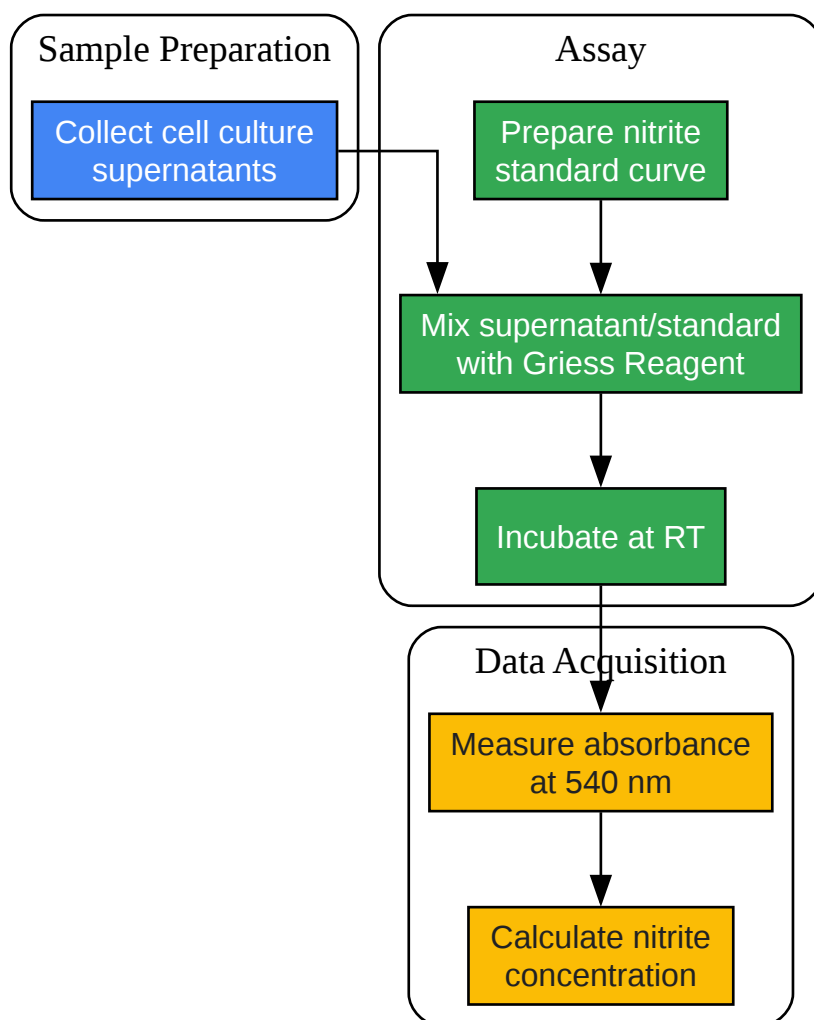 Sample Preparation
Collect cell culture
supernatants
Assay
Prepare nitrite
standard curve
Mix supernatant/standard
with Griess Reagent
Incubate at RT
Data Acquisition
Measure absorbance
at 540 nm
Calculate nitrite
concentration